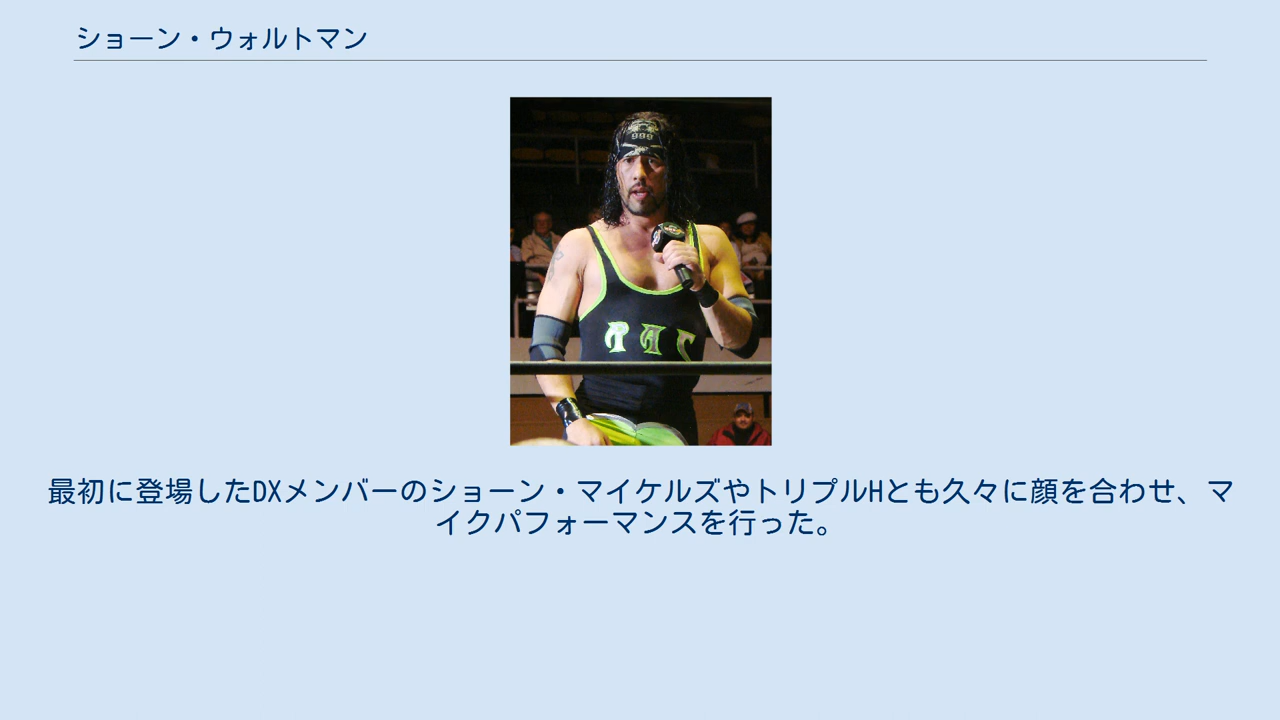 ショーン・ウォルトマン
999
最初に登場したDXメンバーのショーン・マイケルズやトリプルHとも久々に顔を合わせ、マ
イクパフォーマンスを行った。